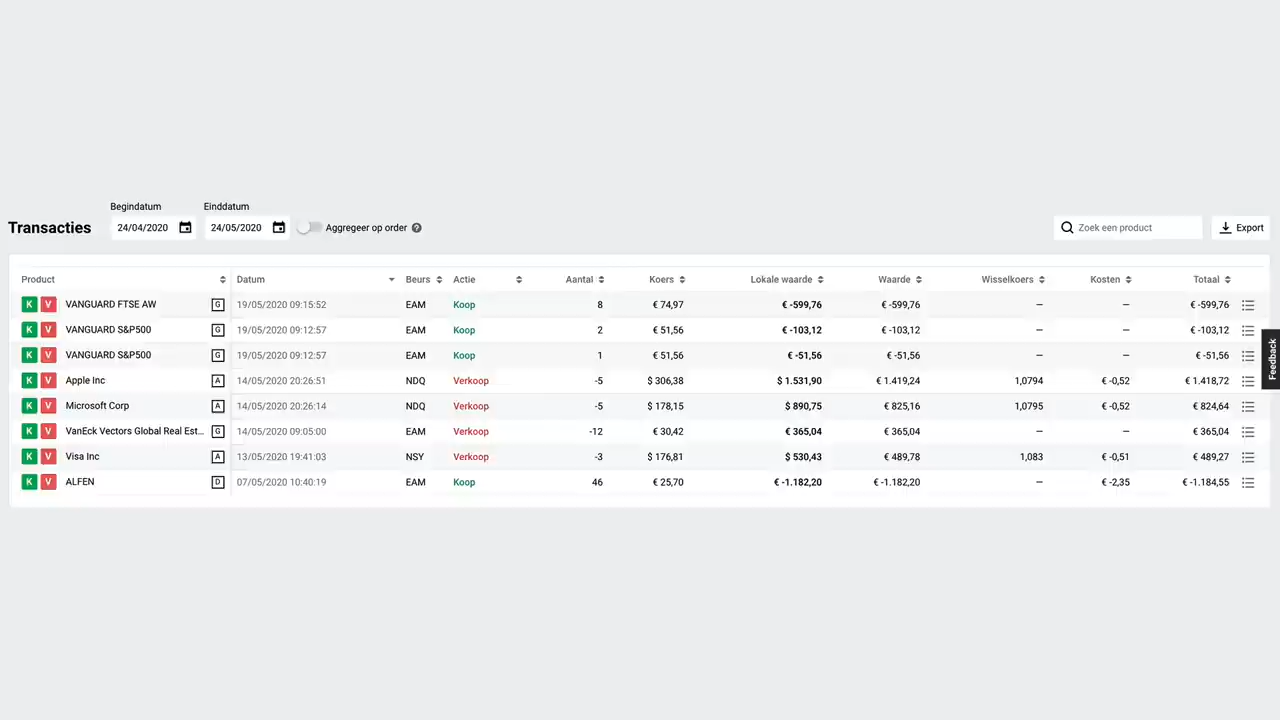 Begindatum Einddatum
Transacties 24/04/2020 24/05/2020 Aggregeer op order ? Zoek een product Export
Product Datum Beurs Actie Aantal Koers Lokale waarde Waarde Wisselkoers Kosten Totaal
K V VANGUARD FTSE AW G 19/05/2020 09:15:52 EAM Koop 8 € 74,97 € -599,76 € -599,76 — — € -599,76
K V VANGUARD S&P500 G 19/05/2020 09:12:57 EAM Koop 2 € 51,56 € -103,12 € -103,12 — — € -103,12
K V VANGUARD S&P500 G 19/05/2020 09:12:57 EAM Koop 1 € 51,56 € -51,56 € -51,56 — — € -51,56
K V Apple Inc A 14/05/2020 20:26:51 NDQ Verkoop -5 $ 306,38 $ 1.531,90 € 1.419,24 1,0794 € -0,52 € 1.418,72
K V Microsoft Corp A 14/05/2020 20:26:14 NDQ Verkoop -5 $ 178,15 $ 890,75 € 825,16 1,0795 € -0,52 € 824,64
K V VanEck Vectors Global Real Est... G 14/05/2020 09:05:00 EAM Verkoop -12 € 30,42 € 365,04 € 365,04 — — € 365,04
K V Visa Inc A 13/05/2020 19:41:03 NSY Verkoop -3 $ 176,81 $ 530,43 € 489,78 1,083 € -0,51 € 489,27
K V ALFEN D 07/05/2020 10:40:19 EAM Koop 46 € 25,70 € -1.182,20 € -1.182,20 — € -2,35 € -1.184,55
Feedback